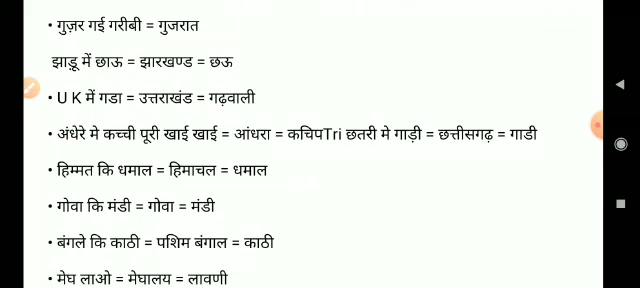 • गुज़र गई गरीबी = गुजरात
झाडू में छाऊ = झारखण्ड = छऊ
• U K में गडा = उत्तराखंड = गढ़वाली
• अंधेरे मे कच्ची पूरी खाई खाई = आंधरा = कचिपTri छतरी मे गाड़ी = छत्तीसगढ़ = गाडी
• हिम्मत कि धमाल = हिमाचल = धमाल
• गोवा कि मंडी = गोवा = मंडी
• बंगले कि काठी = पशिम बंगाल = काठी
• मेघ लाओ = मेघालय = लावणी